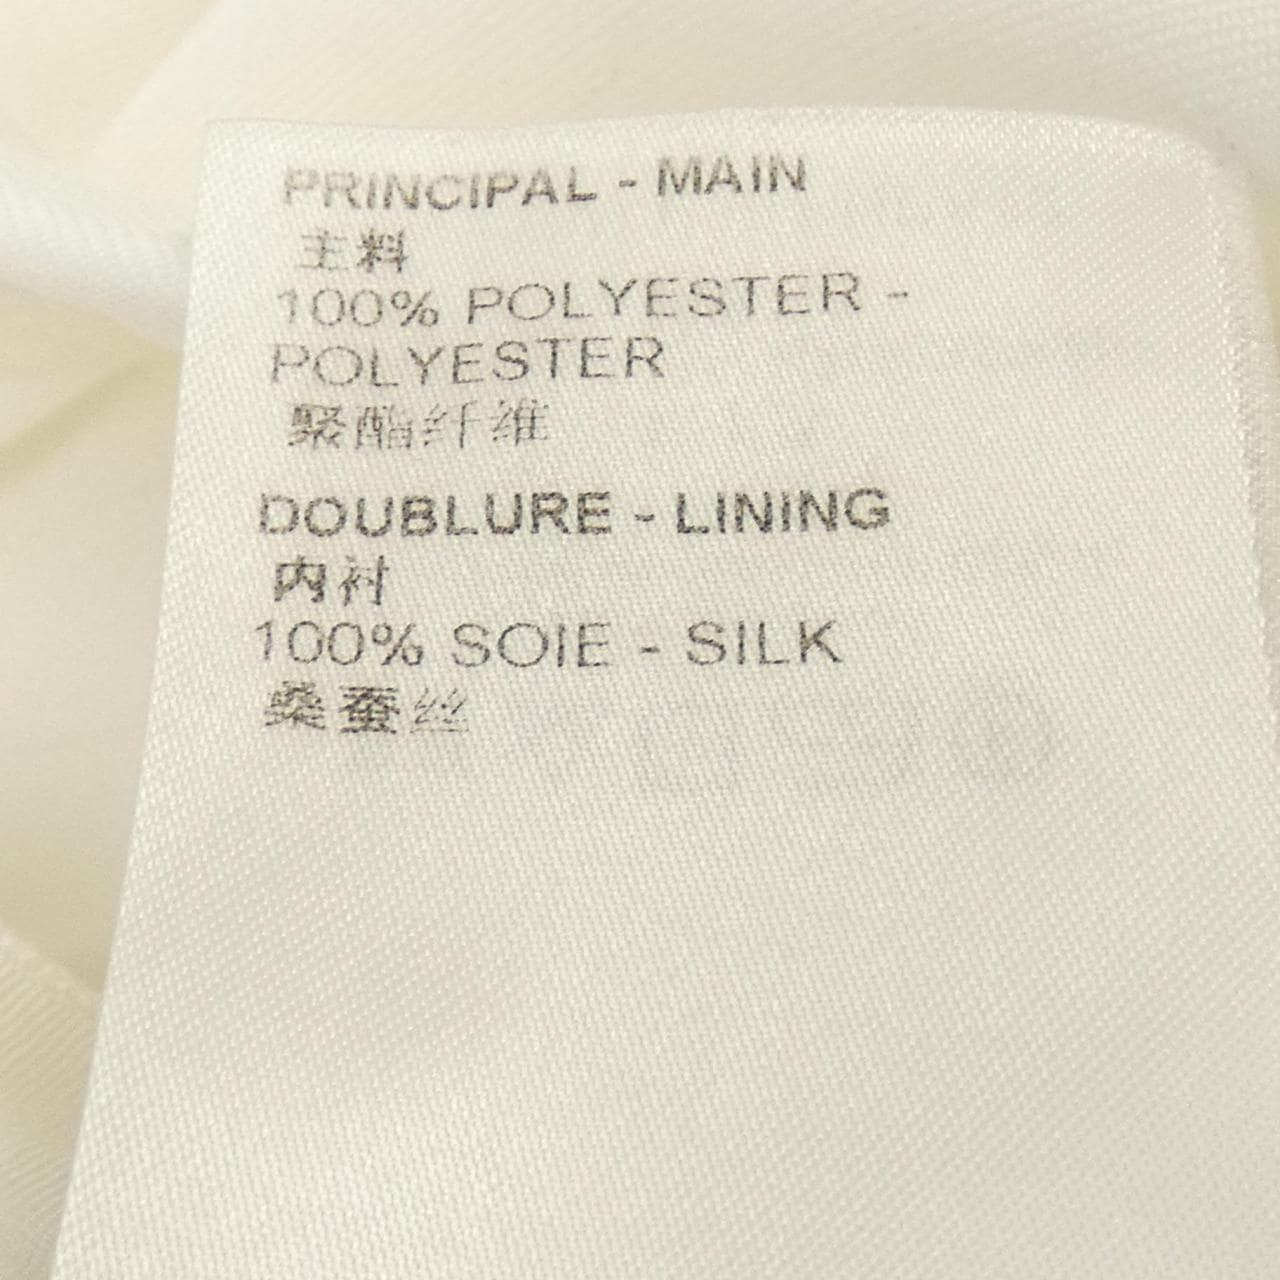 PRINCIPAL - MAIN
主料
100% POLYESTER -
POLYESTER
聚酯纤维
DOUBLURE - LINING
内衬
100% SOIE - SILK
桑蚕丝